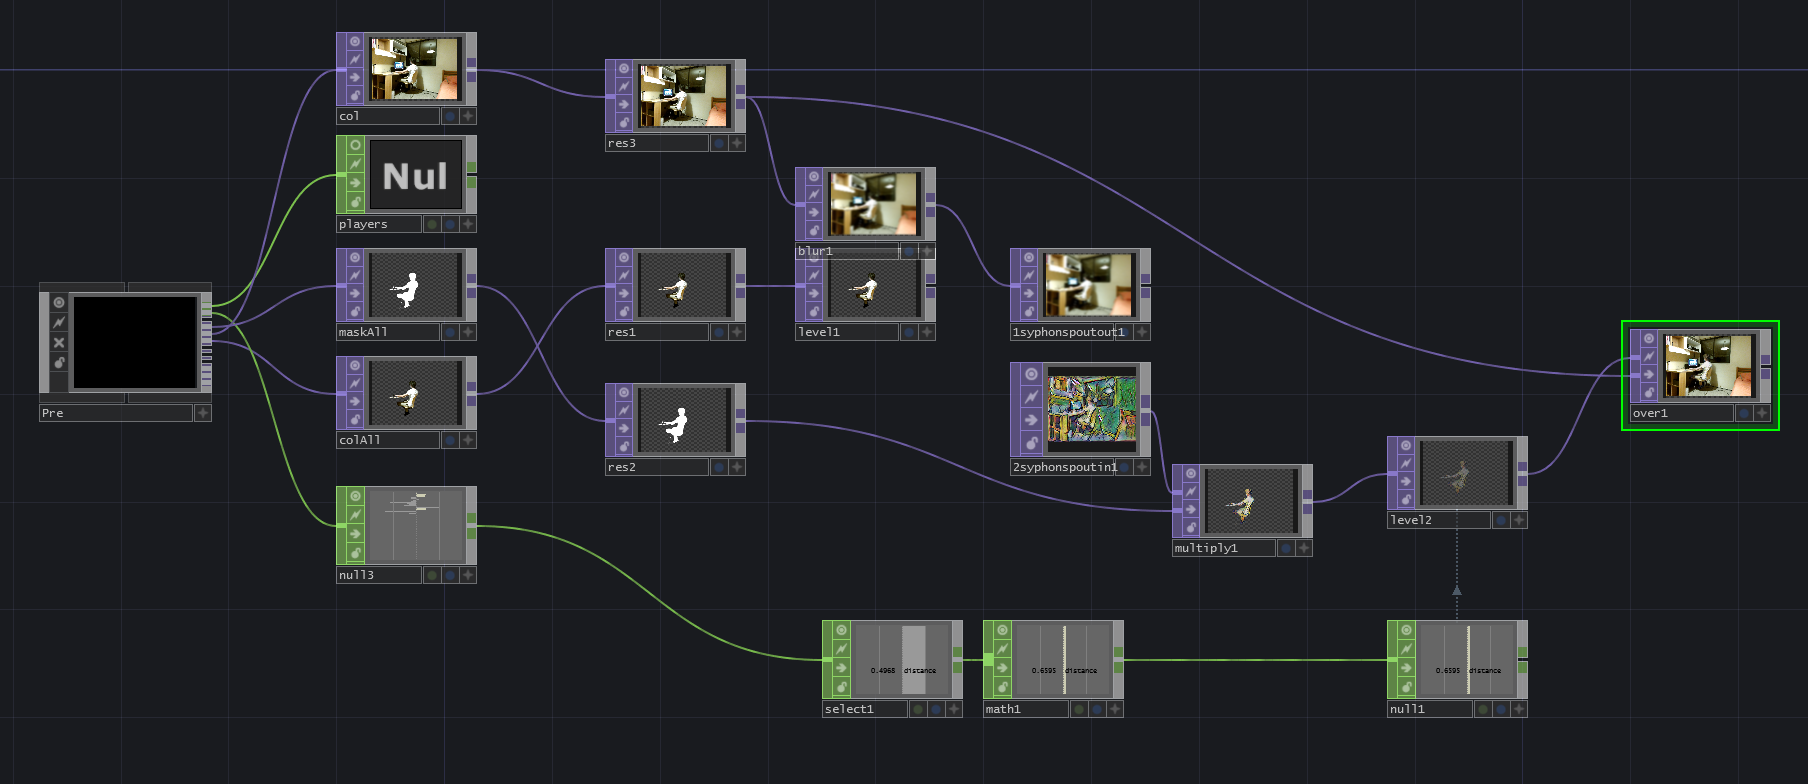 col
res3
Nul
players
blur1
maskAll
res1
level1
1syphonspoutout1
over1
Pre
colAll
res2
2syphonspoutin1
level2
multiply1
null3
0.4968 distance
0.6595 distance
0.6595 distance
select1
math1
null1